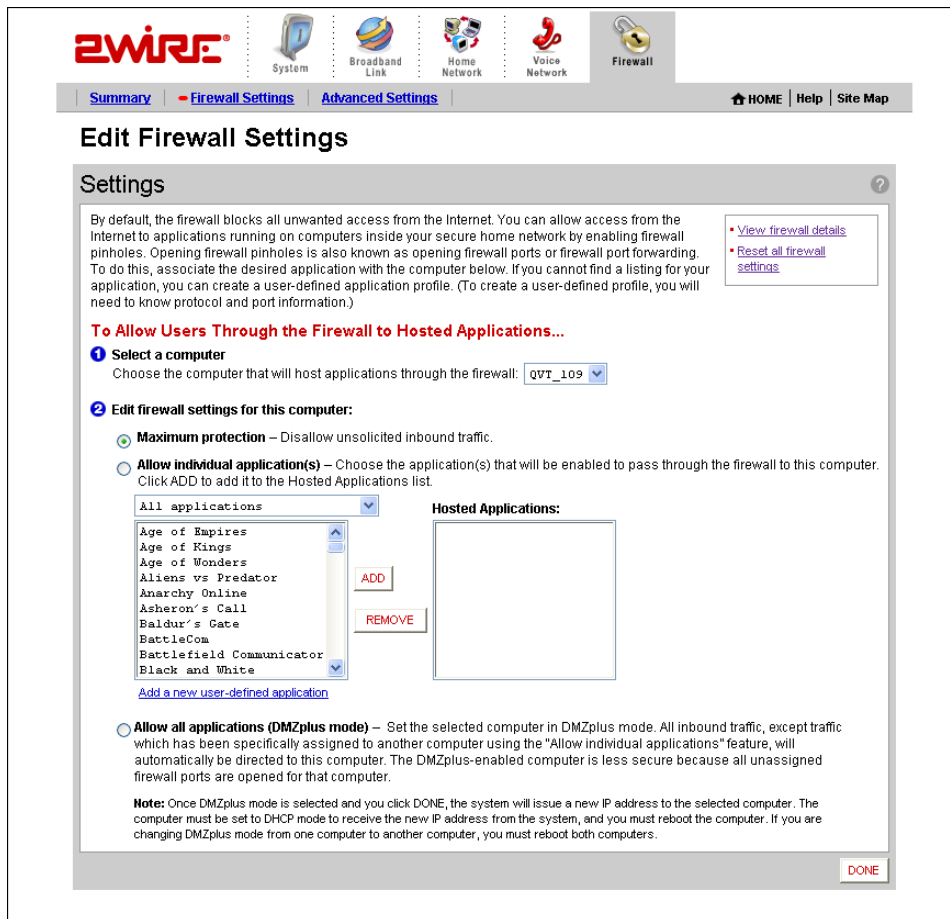 2WIRE
System
Broadband
Link
Home
Network
Voice
Network
Firewall
Summary
Firewall Settings
Advanced Settings
HOME
Help
Site Map
Edit Firewall Settings
Settings
?
By default, the firewall blocks all unwanted access from the Internet. You can allow access from the
Internet to applications running on computers inside your secure home network by enabling firewall
pinholes. Opening firewall pinholes is also known as opening firewall ports or firewall port forwarding.
To do this, associate the desired application with the computer below. If you cannot find a listing for your
application, you can create a user-defined application profile. (To create a user-defined profile, you will
need to know protocol and port information.)
View firewall details
Reset all firewall
settings
To Allow Users Through the Firewall to Hosted Applications...
1 Select a computer
Choose the computer that will host applications through the firewall: QVT_109
2 Edit firewall settings for this computer:
Maximum protection – Disallow unsolicited inbound traffic.
Allow individual application(s) – Choose the application(s) that will be enabled to pass through the firewall to this computer.
Click ADD to add it to the Hosted Applications list.
All applications
Age of Empires
Age of Kings
Age of Wonders
Aliens vs Predator
Anarchy Online
Asheron's Call
Baldur's Gate
BattleCom
Battlefield Communicator
Black and White
ADD
REMOVE
Hosted Applications:
Add a new user-defined application
Allow all applications (DMZplus mode) – Set the selected computer in DMZplus mode. All inbound traffic, except traffic
which has been specifically assigned to another computer using the "Allow individual applications" feature, will
automatically be directed to this computer. The DMZplus-enabled computer is less secure because all unassigned
firewall ports are opened for that computer.
Note: Once DMZplus mode is selected and you click DONE, the system will issue a new IP address to the selected computer. The
computer must be set to DHCP mode to receive the new IP address from the system, and you must reboot the computer. If you are
changing DMZplus mode from one computer to another computer, you must reboot both computers.
DONE